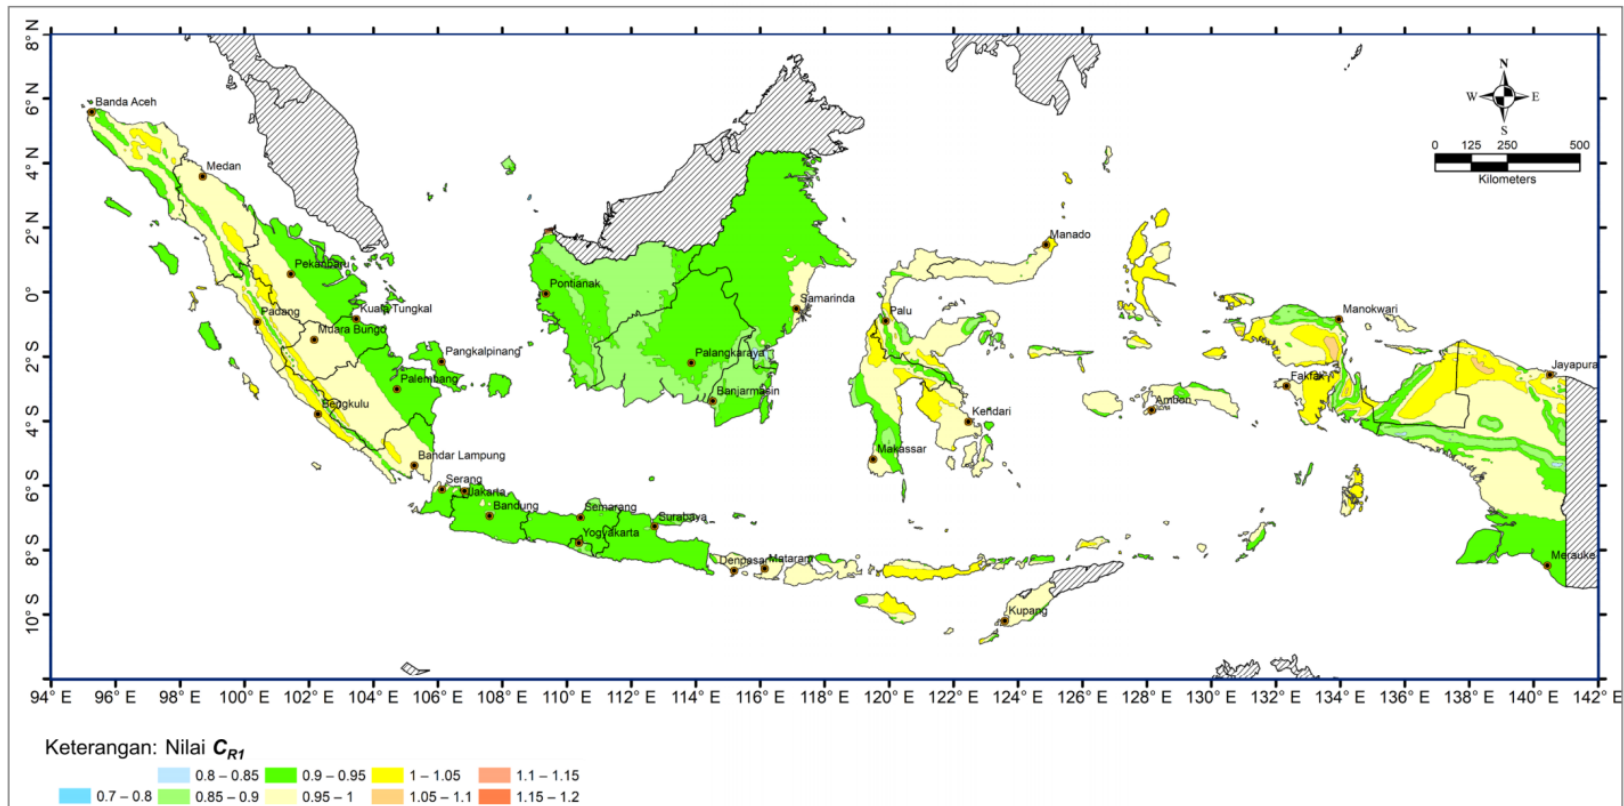 8° N
6° N
4° N
2° N
0°
2° S
4° S
6° S
8° S
10° S
N
W E
S
0 125 250 500
Kilometers
Banda Aceh
Medan
Manado
Pekanbaru
Pontianak
Samarinda
Kuala Tungkal
Padang
Palu
Manokwari
Muara Bungo
Pangkalpinang
Palangkaraya
Jayapura
Palembang
Fakfak
Banjarmasin
Bengkulu
Ambon
Kendari
Makassar
Bandar Lampung
Serang
Jakarta
Bandung
Semarang
Surabaya
Yogyakarta
Denpasar
Mataram
Merauke
Kupang
94 ° E 96 ° E 98 ° E 100 ° E 102 ° E 104 ° E 106 ° E 108 ° E 110 ° E 112 ° E 114 ° E 116 ° E 118 ° E 120 ° E 122 ° E 124 ° E 126 ° E 128 ° E 130 ° E 132 ° E 134 ° E 136 ° E 138 ° E 140 ° E 142 ° E
Keterangan: Nilai CR1
0.8 – 0.85 0.9 – 0.95 1 – 1.05 1.1 – 1.15
0.7 – 0.8 0.85 – 0.9 0.95 – 1 1.05 – 1.1 1.15 – 1.2